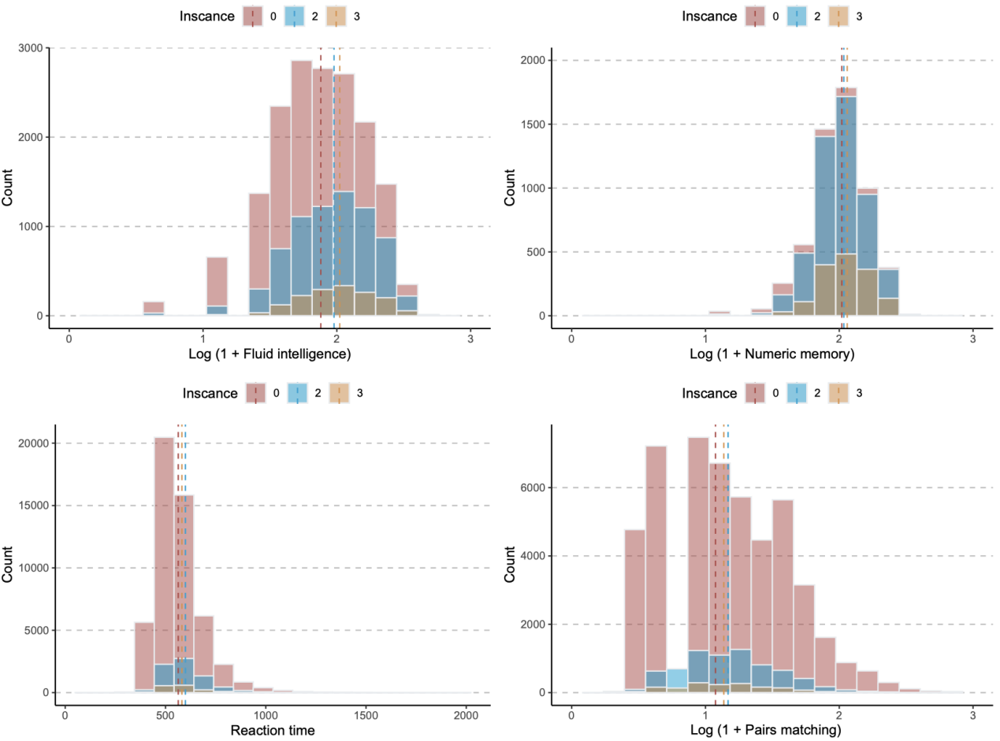 Inscance 0 2 3
3000
2000
1000
0
Count
0 1 2 3
Log (1 + Fluid intelligence)
Inscance 0 2 3
2000
1500
1000
500
0
Count
0 1 2 3
Log (1 + Numeric memory)
Inscance 0 2 3
20000
15000
10000
5000
0
Count
0 500 1000 1500 2000
Reaction time
Inscance 0 2 3
6000
4000
2000
0
Count
0 1 2 3
Log (1 + Pairs matching)